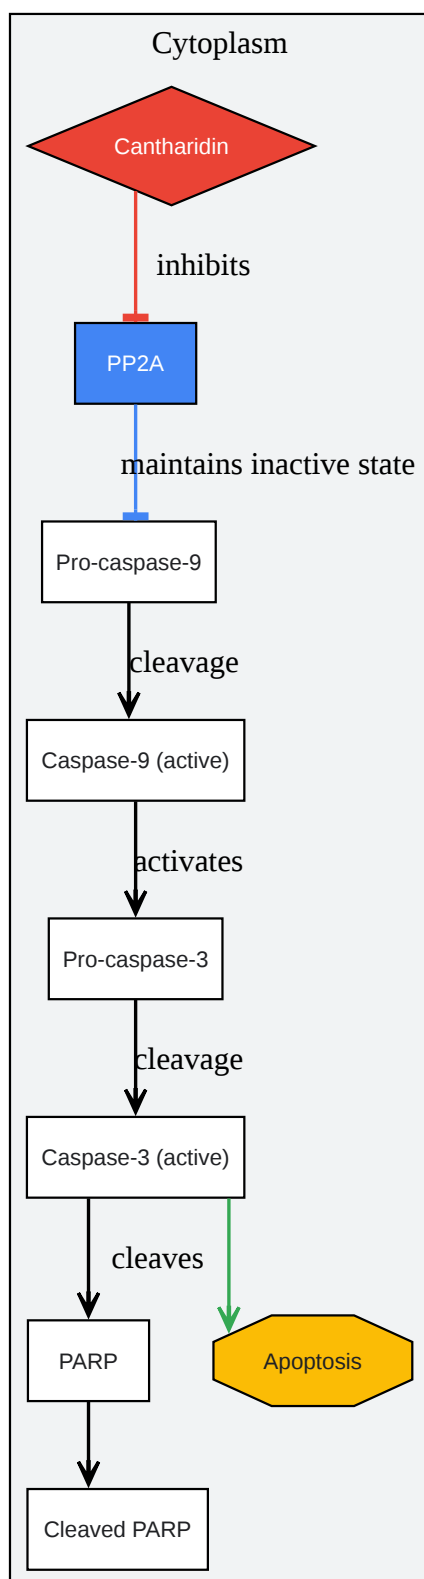 Cytoplasm
Cantharidin
inhibits
PP2A
maintains inactive state
Pro-caspase-9
cleavage
Caspase-9 (active)
activates
Pro-caspase-3
cleavage
Caspase-3 (active)
cleaves
PARP
Apoptosis
Cleaved PARP